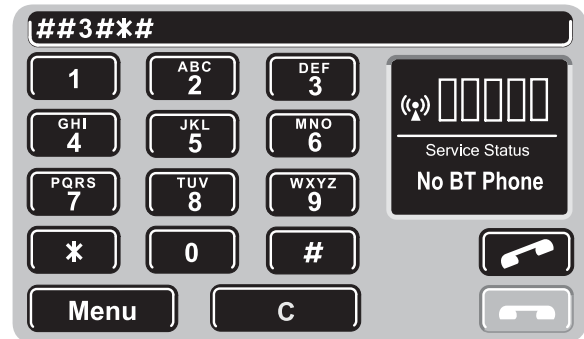 ##3#*#
1 ABC 2 DEF 3
GHI 4 JKL 5 MNO 6
PQRS 7 TUV 8 WXYZ 9
* 0 #
Menu C
Service Status
No BT Phone